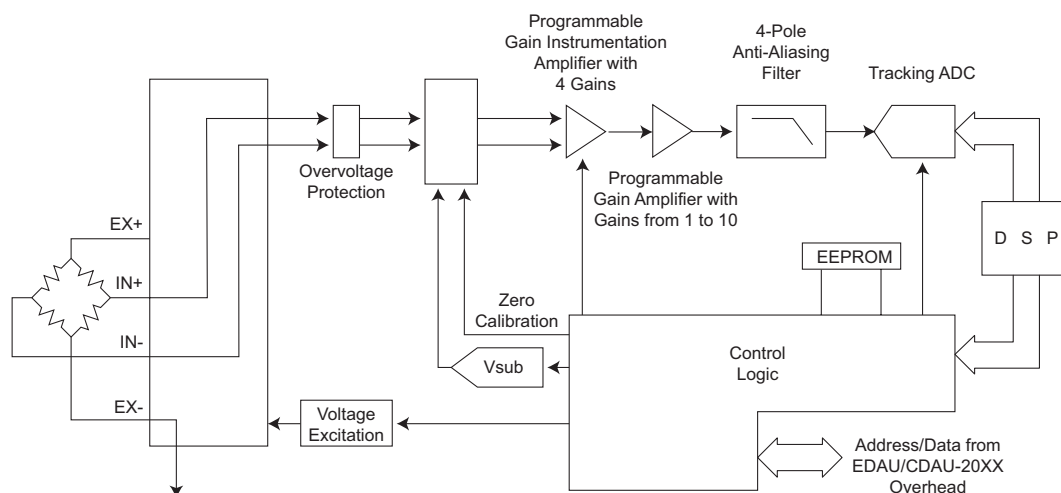 Programmable
Gain Instrumentation
Amplifier with
4 Gains
4-Pole
Anti-Aliasing
Filter
Tracking ADC
Overvoltage
Protection
Programmable
Gain Amplifier with
Gains from 1 to 10
EX+
IN+
IN-
EX-
D S P
EEPROM
Zero
Calibration
Vsub
Control
Logic
Voltage
Excitation
Address/Data from
EDAU/CDAU-20XX
Overhead